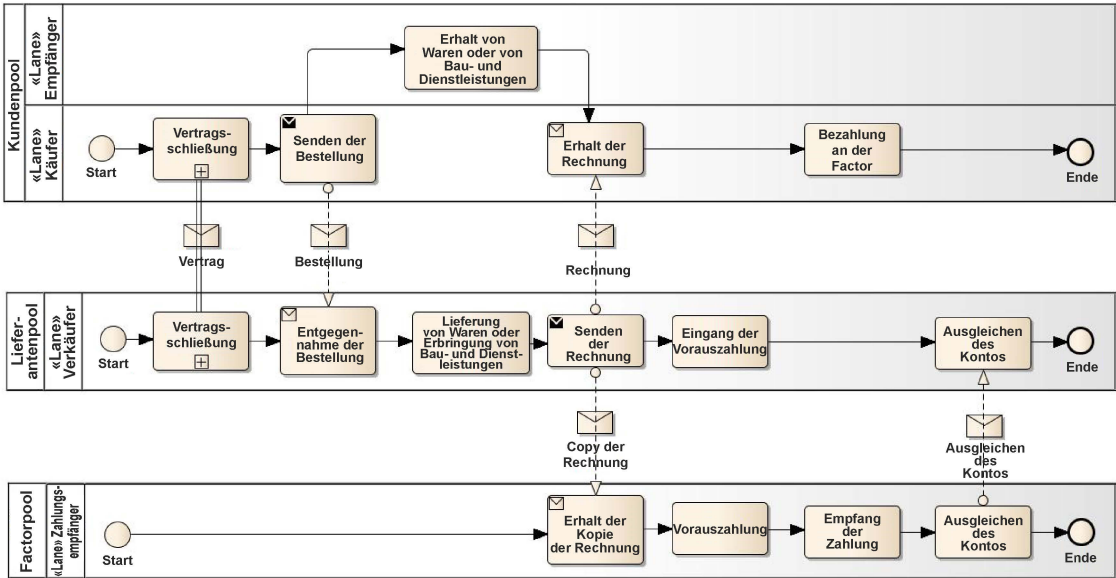 Kundenpool
«Lane»
Empfänger
Erhalt von
Waren oder von
Bau- und
Dienstleistungen
«Lane»
Käufer
Start
Vertrags-
schließung
Senden der
Bestellung
Erhalt der
Rechnung
Bezahlung
an der
Factor
Ende
Vertrag
Bestellung
Rechnung
Liefer-
antenpool
«Lane»
Verkäufer
Start
Vertrags-
schließung
Entgegen-
nahme der
Bestellung
Lieferung
von Waren oder
Erbringung von
Bau- und Dienst-
leistungen
Senden
der
Rechnung
Eingang der
Vorauszahlung
Ausgleichen
des
Kontos
Ende
Copy der
Rechnung
Ausgleichen
des
Kontos
Factorpool
«Lane» Zahlungs-
empfänger
Start
Erhalt der
Kopie
der Rechnung
Vorauszahlung
Empfang
der
Zahlung
Ausgleichen
des
Kontos
Ende